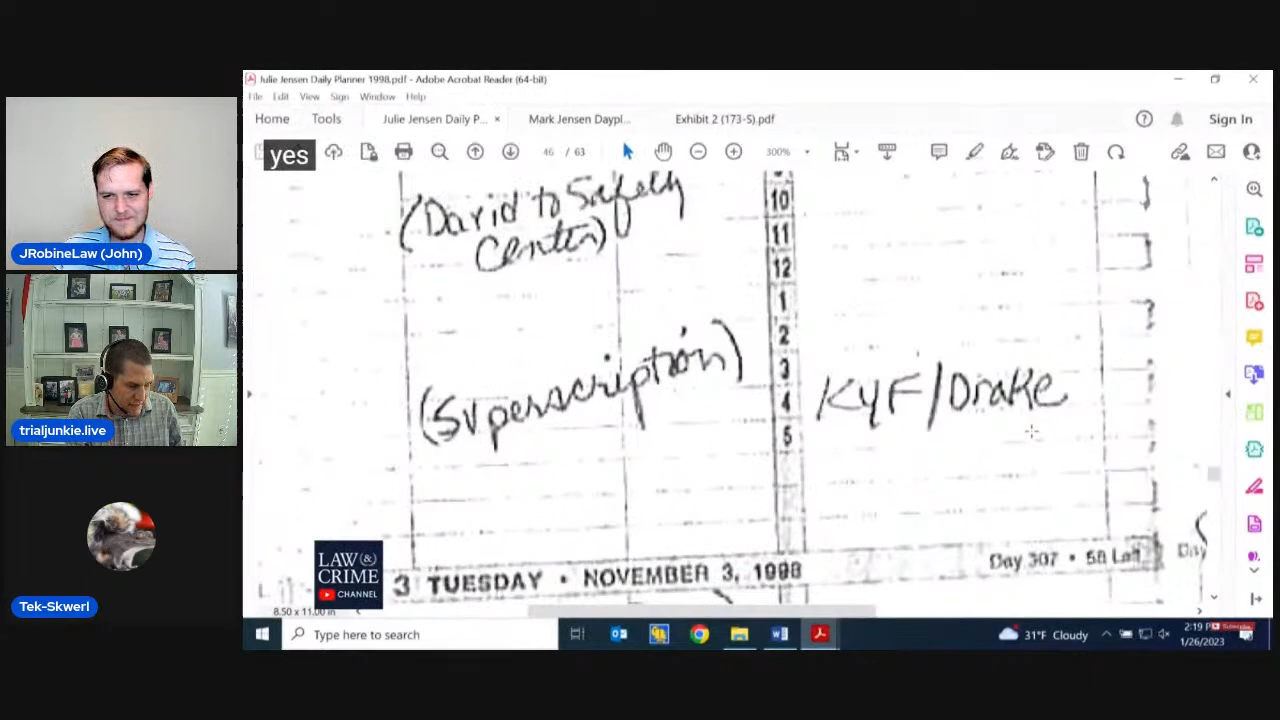 Julie Jensen Daily Planner 1998.pdf - Adobe Acrobat Reader (64-bit)
File Edit View Sign Window Help
Home Tools Julie Jensen Daily P... × Mark Jensen Daypl... Exhibit 2 (173-S).pdf Sign In
yes 46 / 63 300%
(David to Safety
Center)
10
11
12
1
2
3
4
5
(Superscription)
KyF/Drake
3 TUESDAY • NOVEMBER 3, 1998
Day 307 • 58 Left
Day
LAW &
CRIME
CHANNEL
8.50 x 11.00 in
Type here to search
31°F Cloudy
2:19 P
Subscribe
1/26/2023
JRobineLaw (John)
trialjunkie.live
Tek-Skwerl